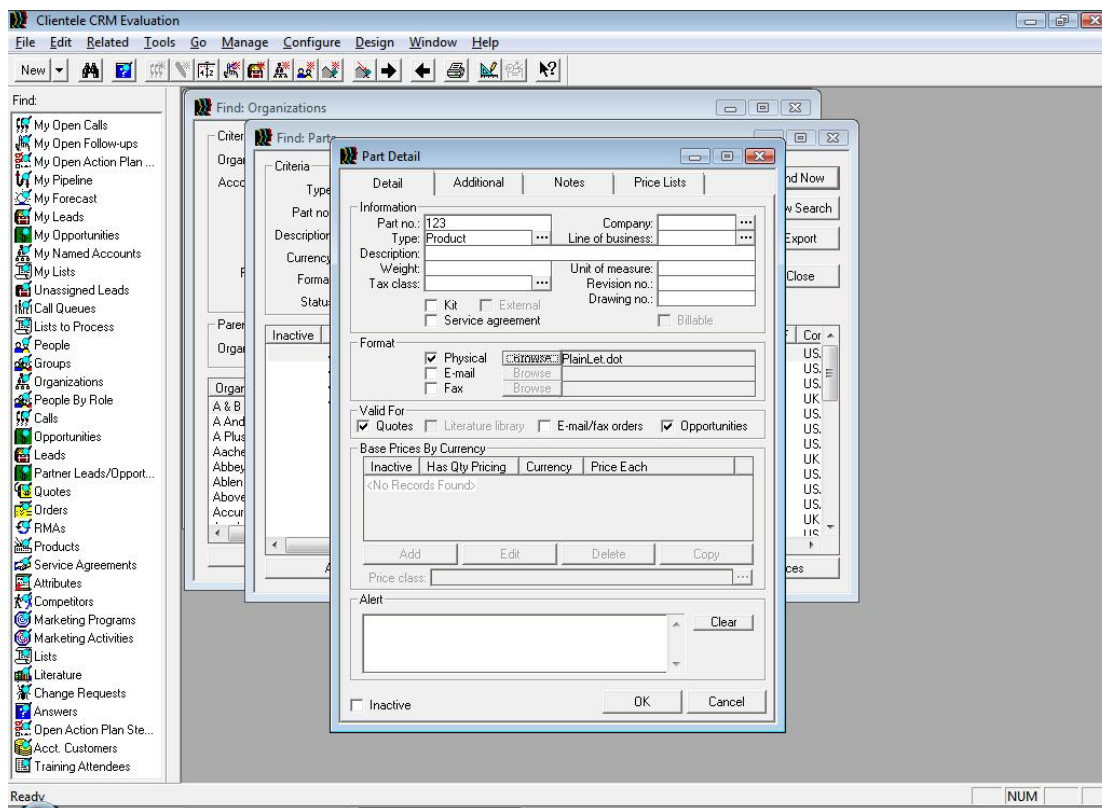 Clientele CRM Evaluation
File Edit Related Tools Go Manage Configure Design Window Help
New
Find:
My Open Calls
My Open Follow-ups
My Open Action Plan ...
My Pipeline
My Forecast
My Leads
My Opportunities
My Named Accounts
My Lists
Unassigned Leads
Call Queues
Lists to Process
People
Groups
Organizations
People By Role
Calls
Opportunities
Leads
Partner Leads/Opport...
Quotes
Orders
RMAs
Products
Service Agreements
Attributes
Competitors
Marketing Programs
Marketing Activities
Lists
Literature
Change Requests
Answers
Open Action Plan Ste...
Acct. Customers
Training Attendees
Find: Organizations
Criter
Orga
Acco
Parer
Orga
Organ
A & B
A And
A Plus
Aache
Abbey
Ablen
Above
Accur
Find: Parts
Criteria
Type
Part no
Description
Currency
Forma
Statu
Inactive
nd Now
w Search
Export
Close
Cor
US.
US.
US.
UK
US.
US.
US.
UK
US.
US.
US.
UK
US
ces
Part Detail
Detail Additional Notes Price Lists
Information
Part no.: 123 Company:
Type: Product Line of business:
Description:
Weight: Unit of measure:
Tax class: Revision no.:
Drawing no.:
Kit External
Service agreement Billable
Format
Physical Browse PlainLet.dot
E-mail Browse
Fax Browse
Valid For
Quotes Literature library E-mail/fax orders Opportunities
Base Prices By Currency
Inactive Has Qty Pricing Currency Price Each
<No Records Found>
Add Edit Delete Copy
Price class:
Alert
Clear
Inactive OK Cancel
Ready NUM